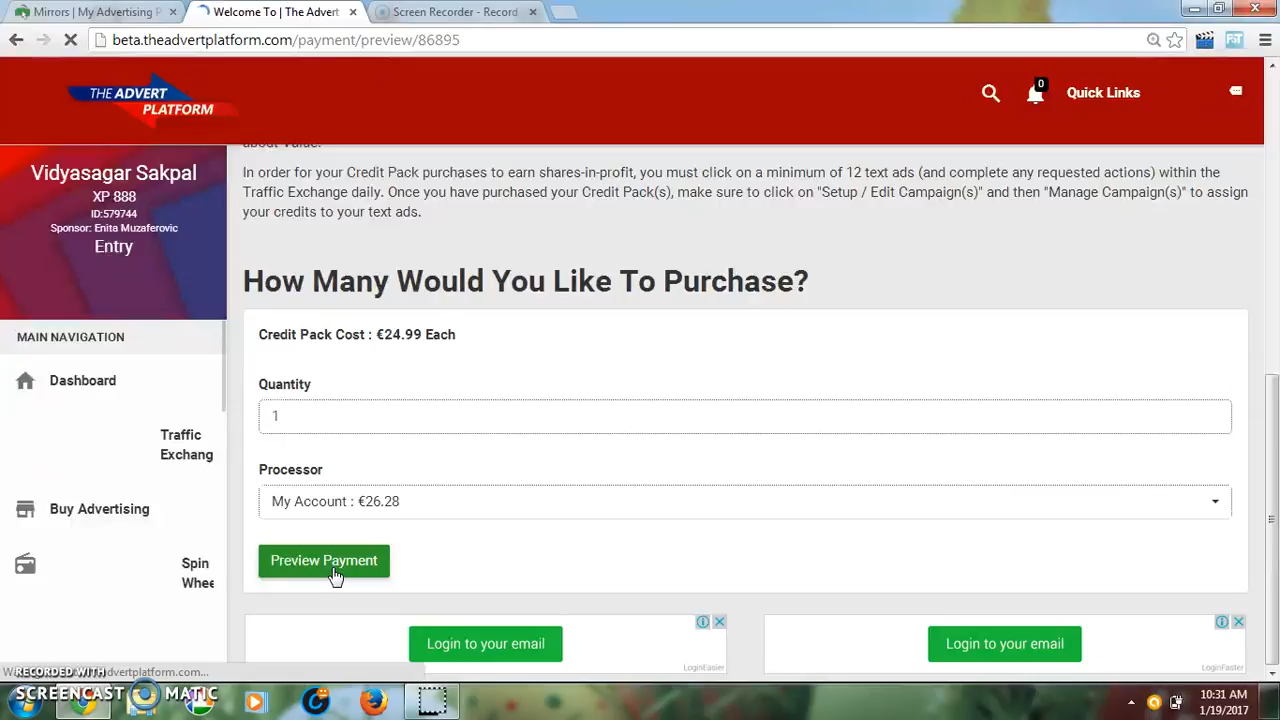 Mirrors | My Advertising P
Welcome To | The Advert
Screen Recorder - Record
beta.theadvertplatform.com/payment/preview/86895
THE ADVERT
PLATFORM
0
Quick Links
Vidyasagar Sakpal
XP 888
ID:579744
Sponsor: Enita Muzaferovic
Entry
about value.
In order for your Credit Pack purchases to earn shares-in-profit, you must click on a minimum of 12 text ads (and complete any requested actions) within the
Traffic Exchange daily. Once you have purchased your Credit Pack(s), make sure to click on "Setup / Edit Campaign(s)" and then "Manage Campaign(s)" to assign
your credits to your text ads.
How Many Would You Like To Purchase?
Credit Pack Cost : €24.99 Each
Quantity
1
Processor
My Account : €26.28
Preview Payment
MAIN NAVIGATION
Dashboard
Traffic
Exchang
Buy Advertising
Spin
Whee
Login to your email
LoginEasier
Login to your email
LoginFaster
dvertplatform.com...
RECORDED WITH
SCREENCAST MATIC
10:31 AM
1/19/2017